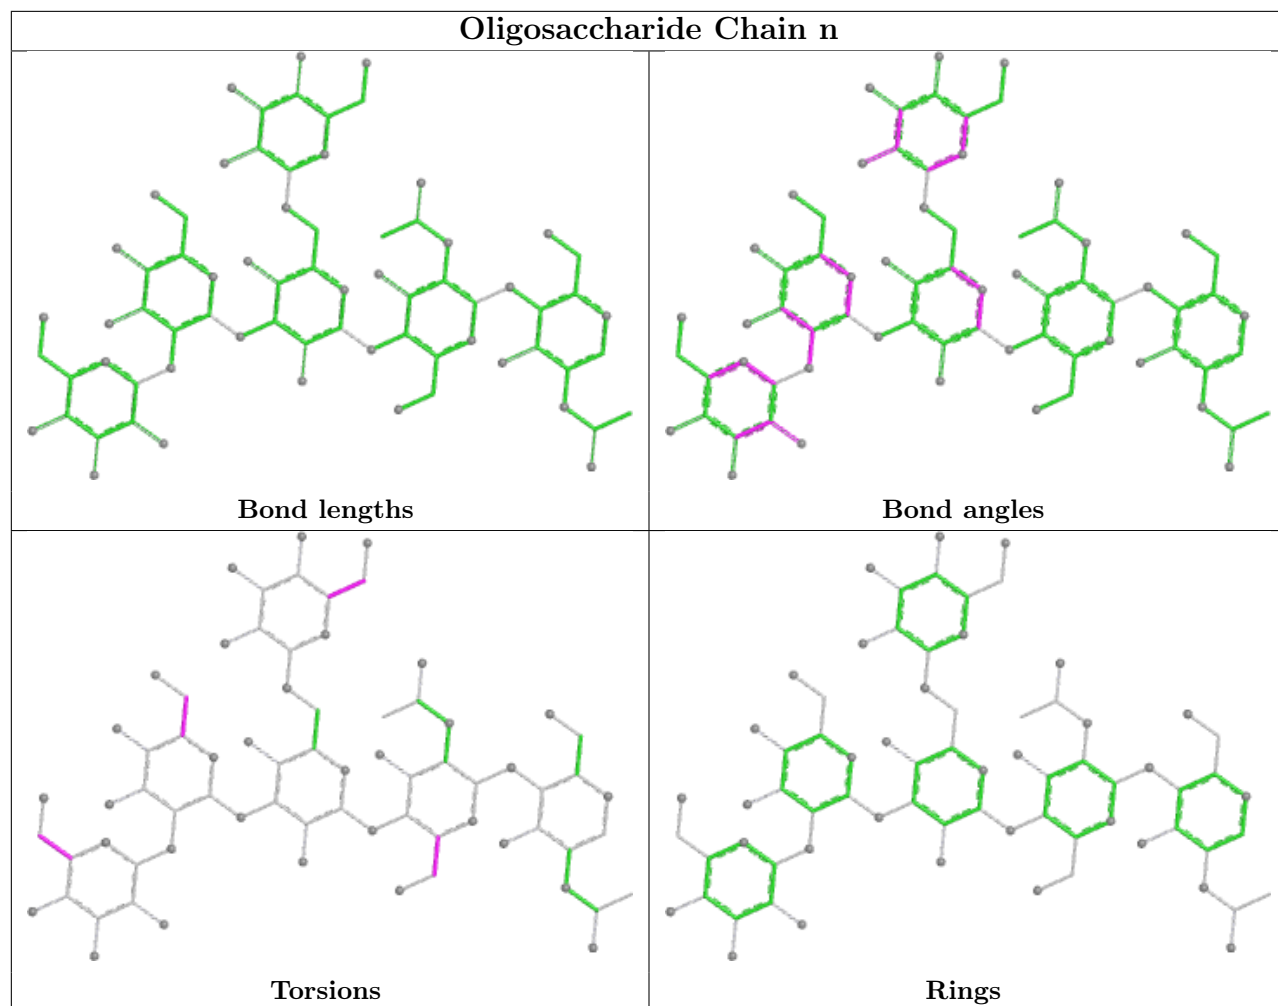 Oligosaccharide Chain n
Bond lengths
Bond angles
Torsions
Rings